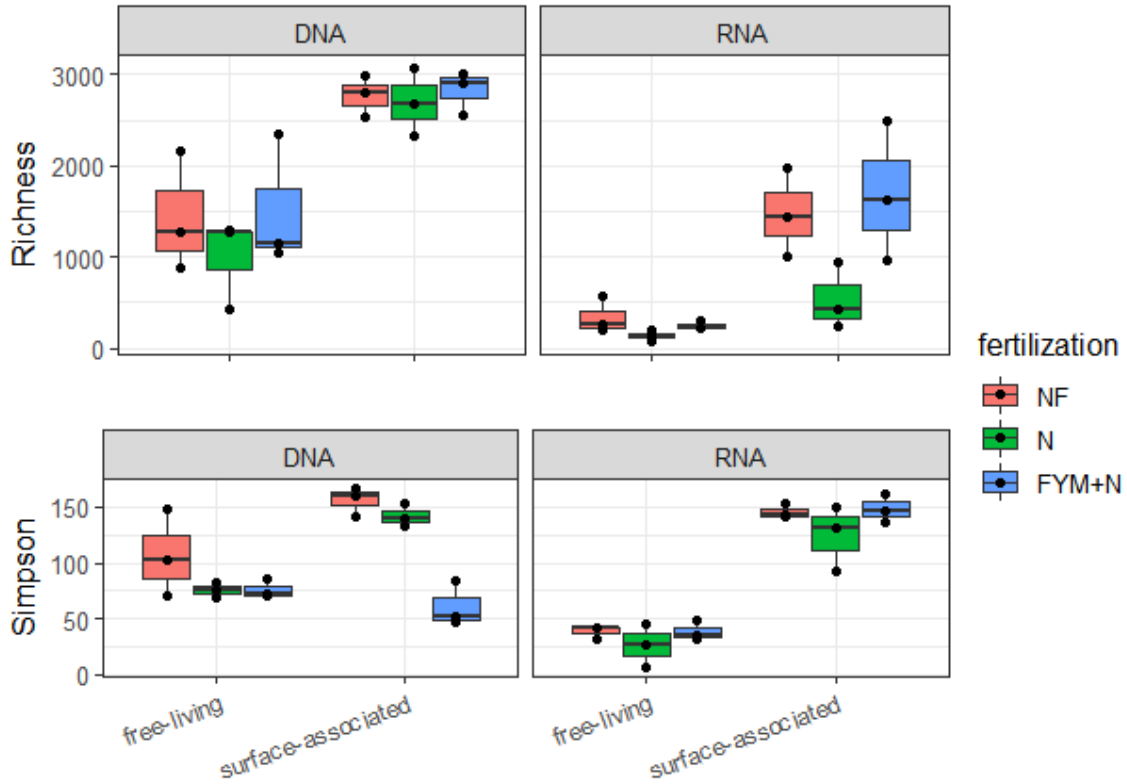 DNA
RNA
Richness
3000
2000
1000
0
fertilization
NF
N
FYM+N
DNA
RNA
Simpson
150
100
50
0
free-living
surface-associated
free-living
surface-associated